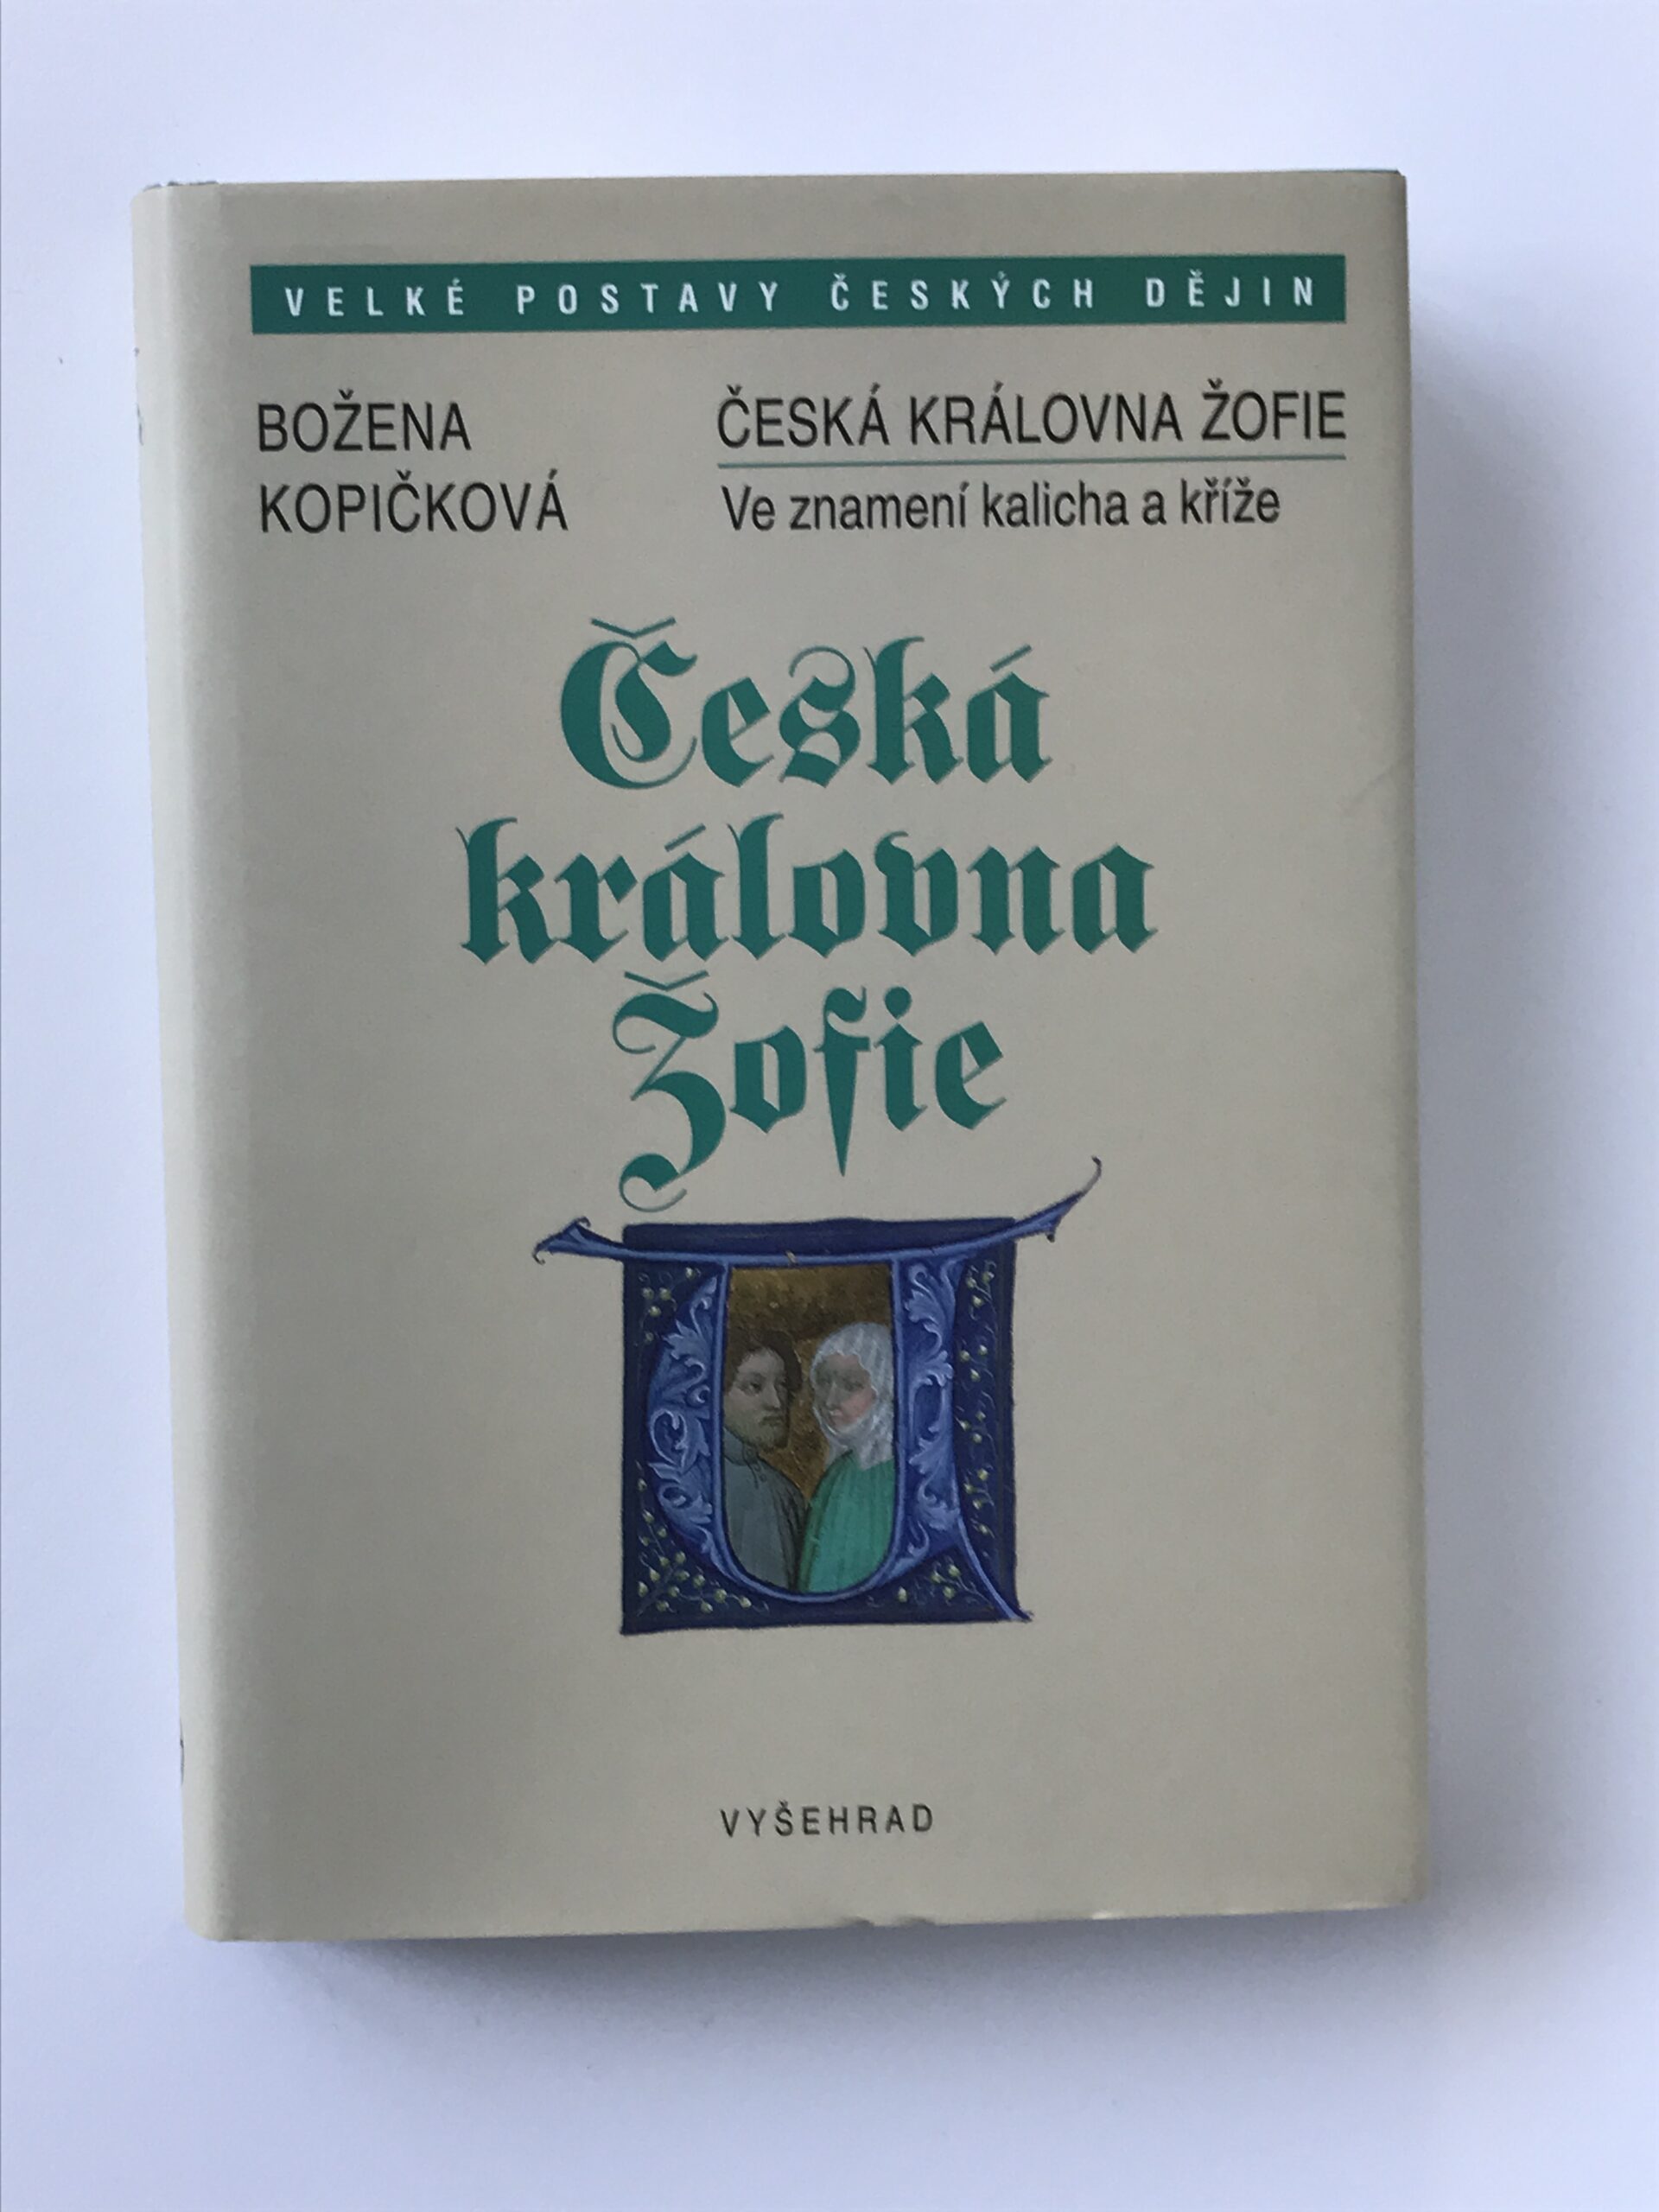 VELKÉ POSTAVY ČESKÝCH DĚJIN
BOŽENA
KOPIČKOVÁ
ČESKÁ KRÁLOVNA ŽOFIE
Ve znamení kalicha a kříže
Česká
královna
Žofie
VYŠEHRAD